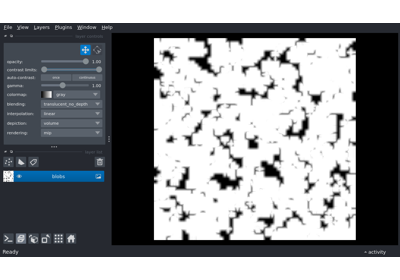 File View Layers Plugins Window Help
opacity: 1.00
contrast limits:
auto-contrast: once continuous
gamma: 1.00
colormap: gray
blending: translucent_no_depth
interpolation: linear
depiction: volume
rendering: mip
blobs
Ready
activity